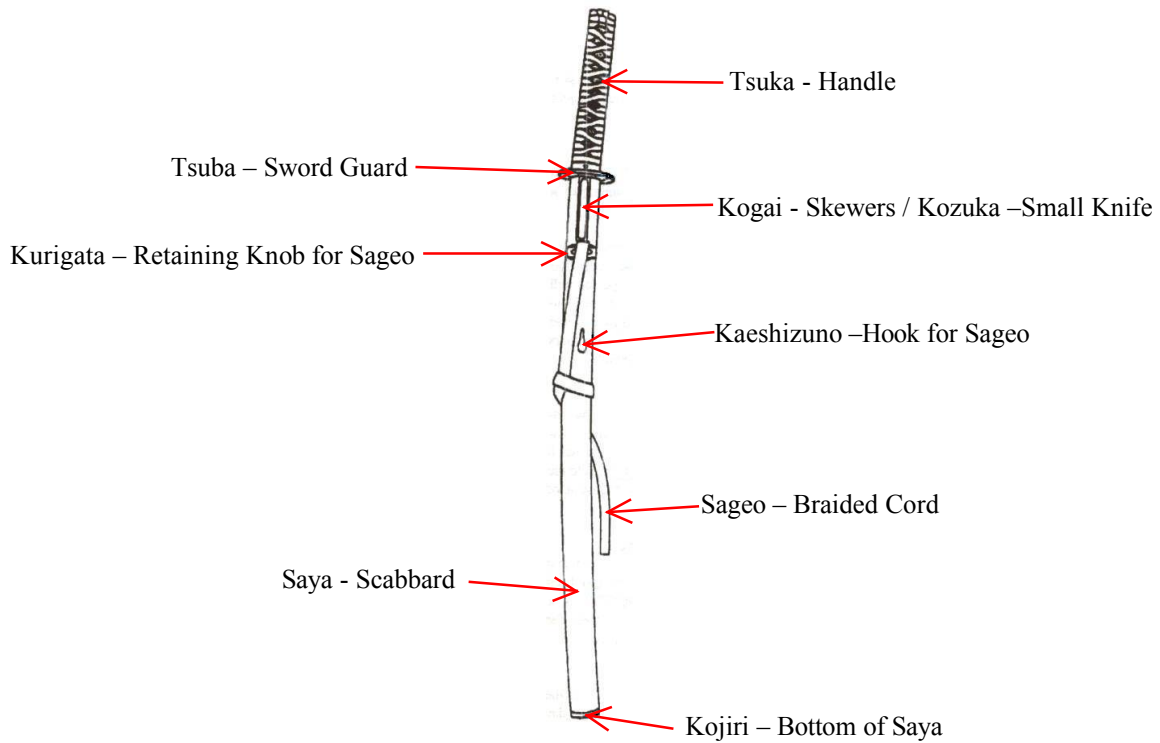 Tsuka - Handle
Tsuba – Sword Guard
Kogai - Skewers / Kozuka –Small Knife
Kurigata – Retaining Knob for Sageo
Kaeshizuno –Hook for Sageo
Sageo – Braided Cord
Saya - Scabbard
Kojiri – Bottom of Saya